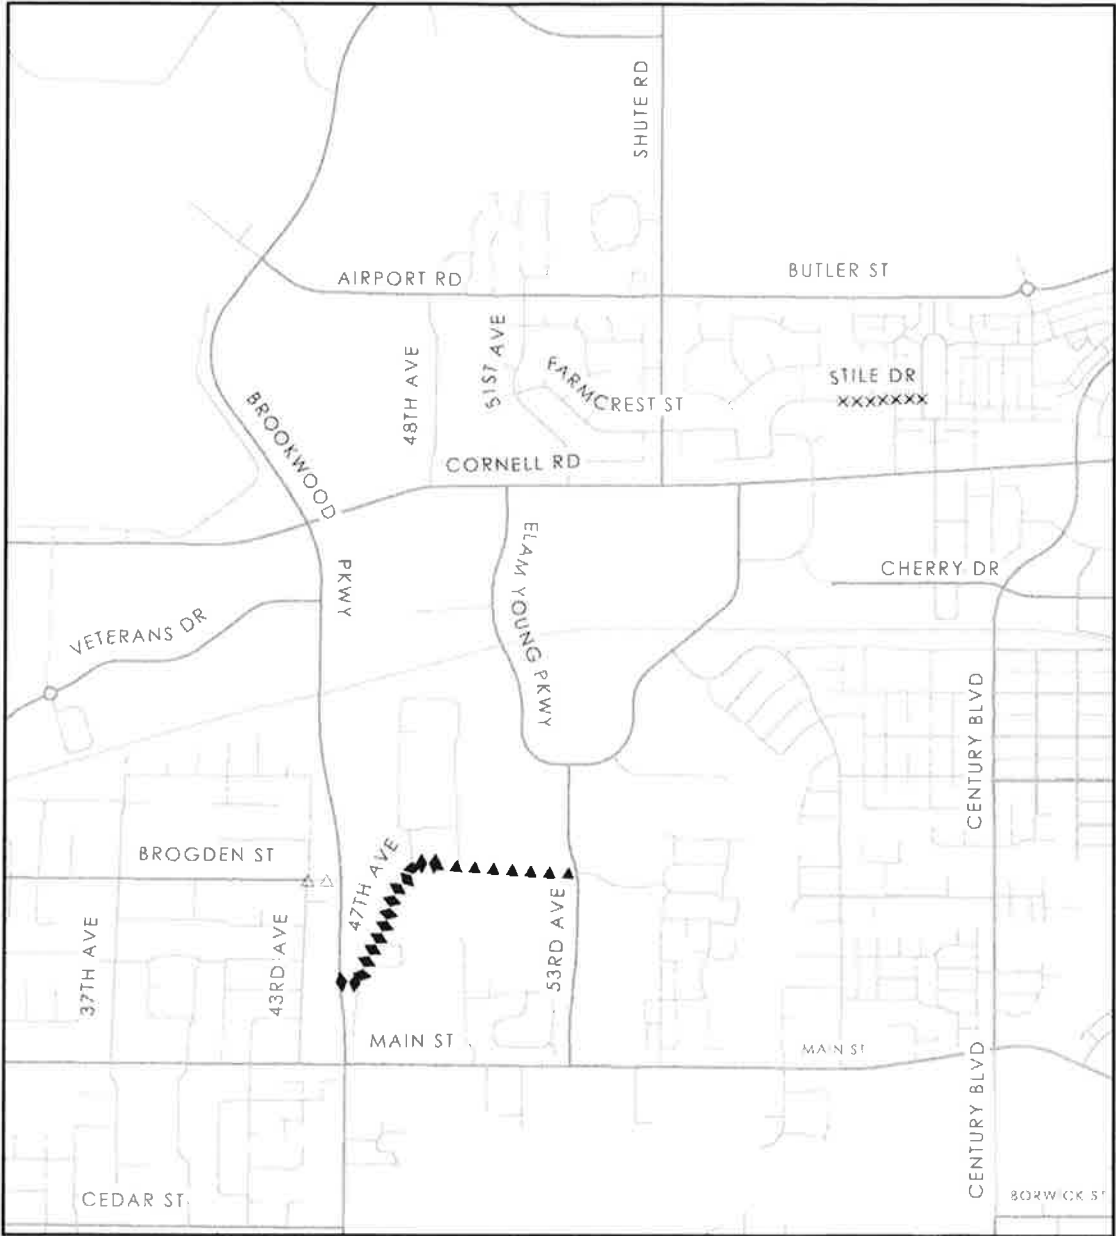 SHUTE RD
AIRPORT RD
BUTLER ST
48TH AVE
51ST AVE
FARMCREST ST
STILE DR
BROOKWOOD
PKWY
CORNELL RD
ELAM YOUNG PKWY
CHERRY DR
VETERANS DR
CENTURY BLVD
BROGDEN ST
47TH AVE
37TH AVE
43RD AVE
53RD AVE
MAIN ST
MAIN ST
CENTURY BLVD
CEDAR ST
BORWICK ST